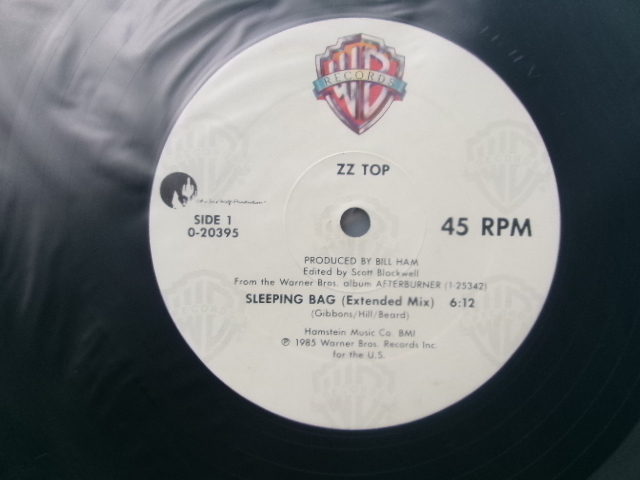 WB
RECORDS
ZZ TOP
SIDE 1
0-20395
45 RPM
PRODUCED BY BILL HAM
Edited by Scott Blackwell
From the Warner Bros. album AFTERBURNER (1-25342)
SLEEPING BAG (Extended Mix) 6:12
(Gibbons/Hill/Beard)
Hamstein Music Co. BMI
℗ 1985 Warner Bros. Records Inc.
for the U.S.